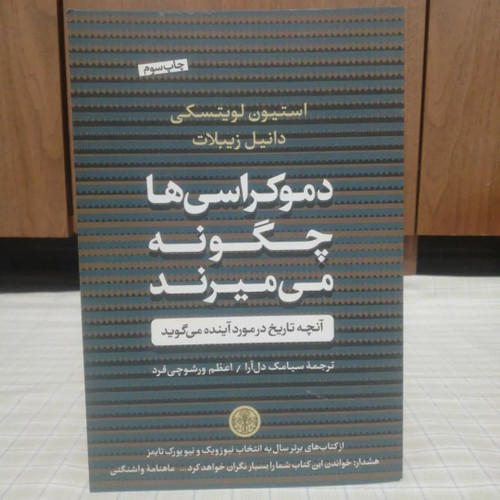 چاپ سوم
استیون لویتسکی
دانیل زیبلات
دموکراسی‌ها
چگونه
می‌میرند
آنچه تاریخ در مورد آینده می‌گوید
ترجمهٔ سیامک دل‌آرا / اعظم ورشوچی فرد
از کتاب‌های برتر سال به انتخاب نیوزویک و نیویورک تایمز
هشدار: خواندن این کتاب شما را بسیار نگران خواهد کرد... ماهنامهٔ واشنگتن